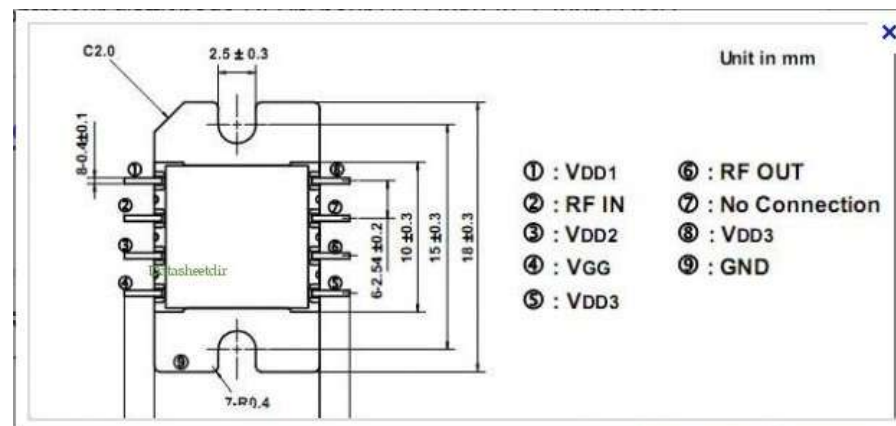 C2.0
2.5 ± 0.3
Unit in mm
8-0.4±0.1
① : VDD1
② : RF IN
③ : VDD2
④ : VGG
⑤ : VDD3
⑥ : RF OUT
⑦ : No Connection
⑧ : VDD3
⑨ : GND
①
②
③
④
⑦
⑥
⑤
⑨
6-2.54 ±0.2
10 ±0.3
15 ±0.3
18 ±0.3
Datasheetdir
7-R0.4